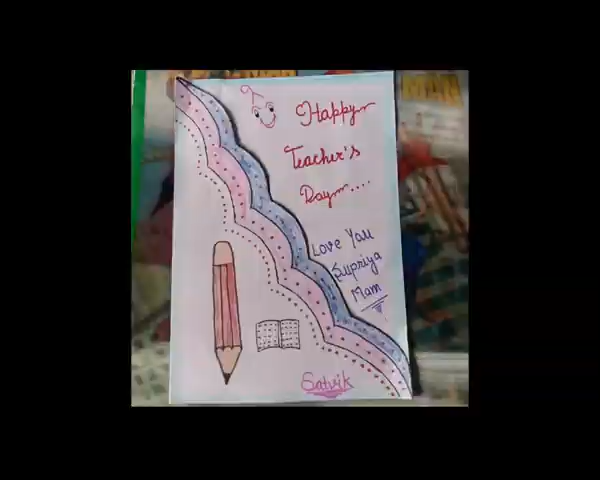 Happy
Teacher's
Day....
Love You
Supriya
Mam
Satvik